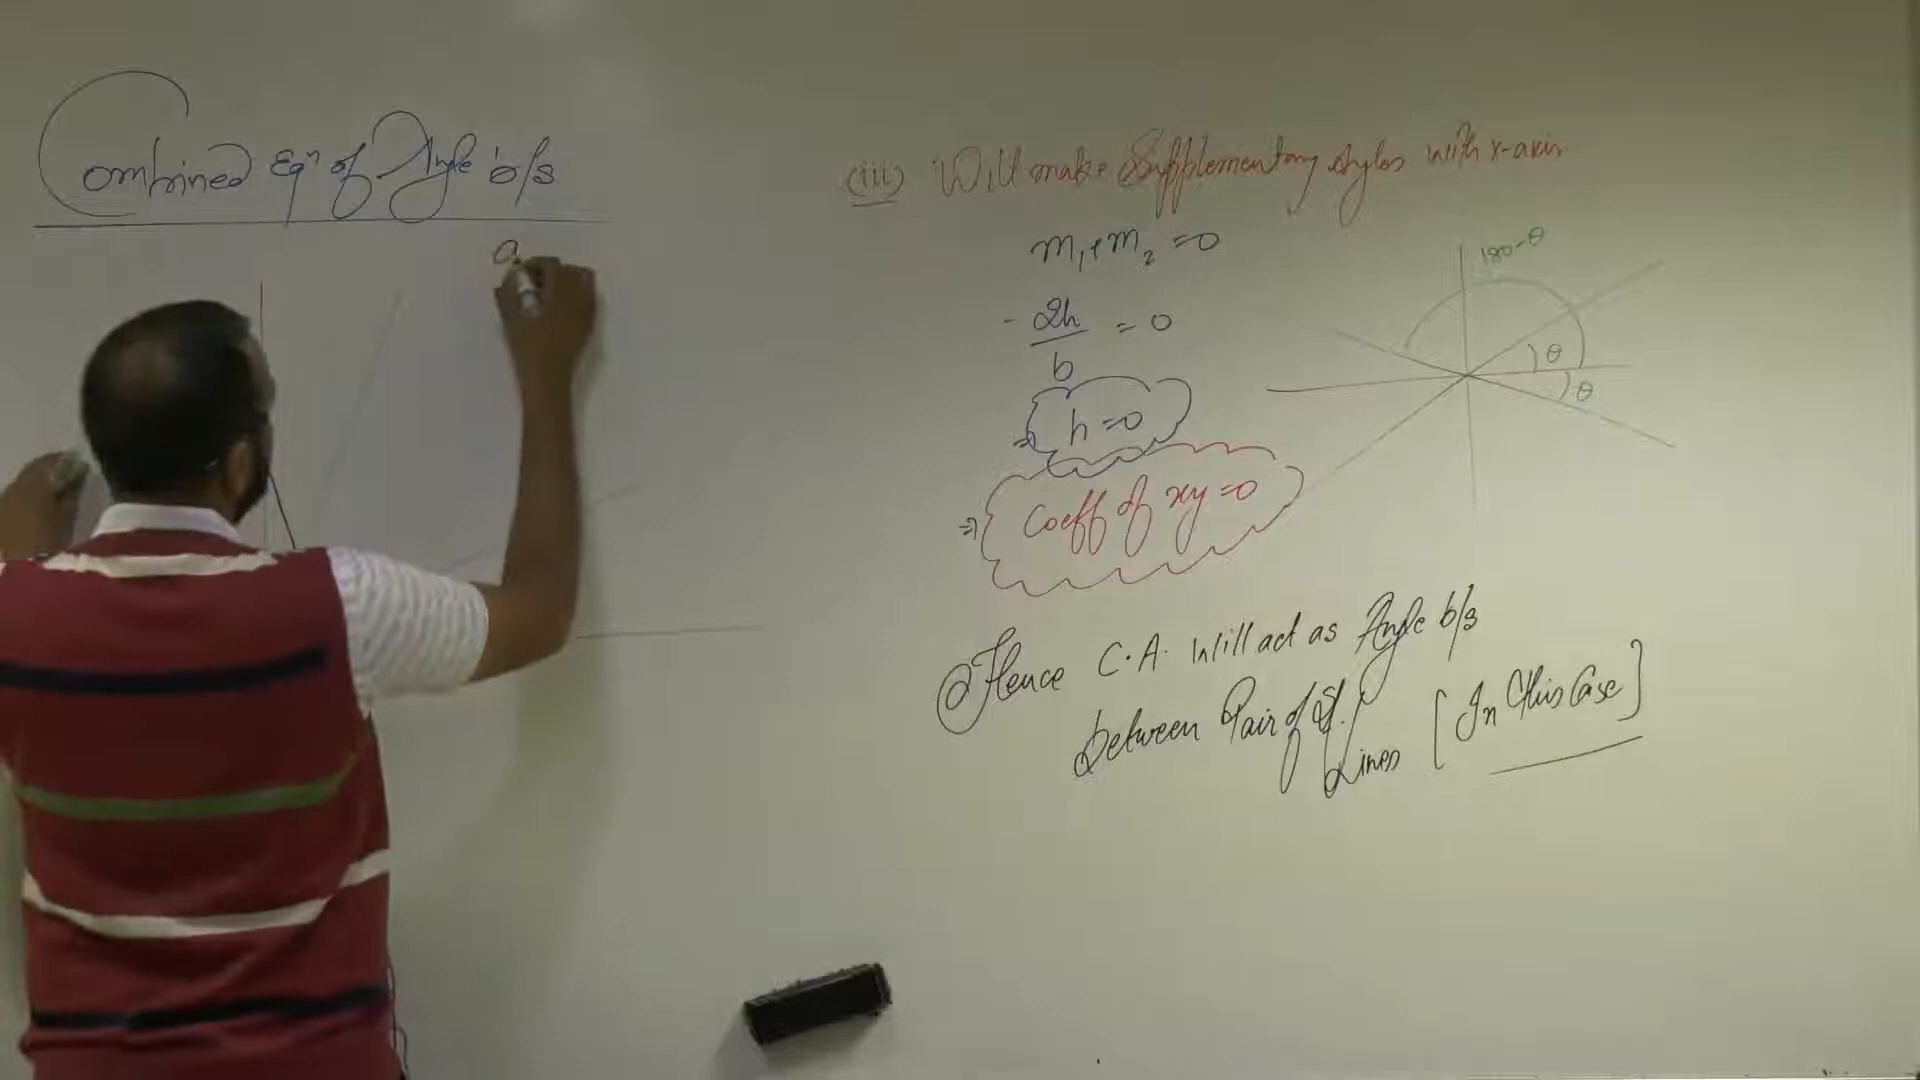 Combined Eqn of Angle b/s
a
(iii) Will make Supplementary Angles with x-axis
m₁+m₂ =0
- 2h/b = 0
⇒ h=0
⇒ Coeff of xy=0
180-θ
θ
θ
Hence C.A. Will act as Angle b/s
between Pair of St. Lines [In this Case]